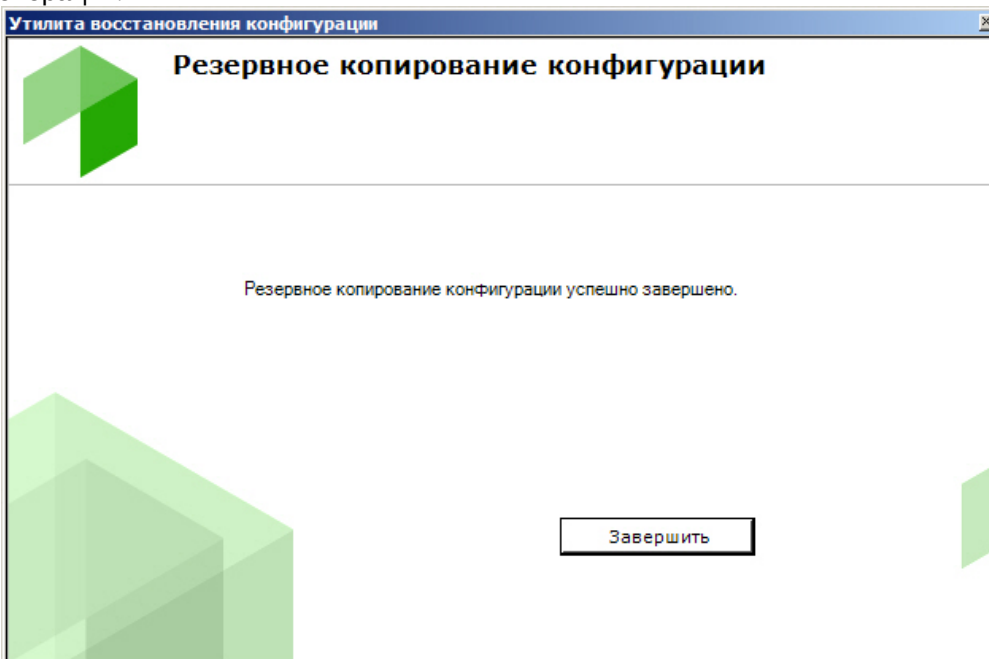 Утилита восстановления конфигурации
Резервное копирование конфигурации
Резервное копирование конфигурации успешно завершено.
Завершить